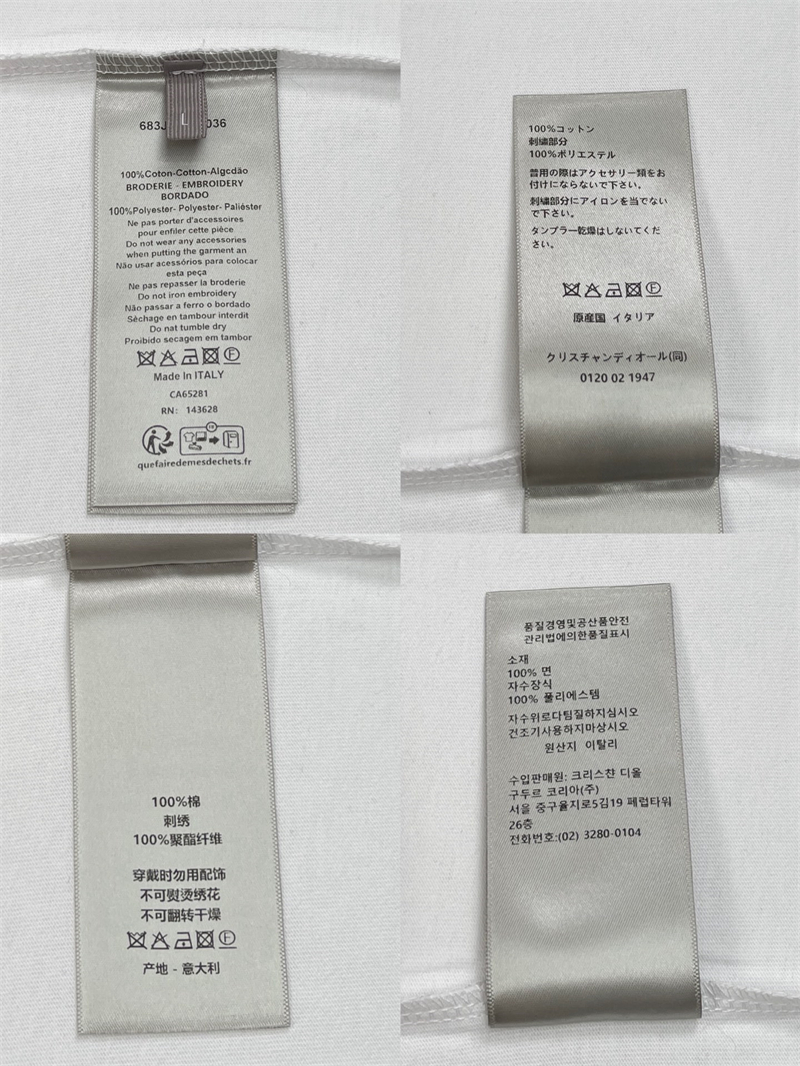 L
683J 036
100%Coton-Cotton-Algcdão
BRODERIE - EMBROIDERY
BORDADO
100%Polyester- Polyester- Paliéster
Ne pas porter d'accessoires
pour enfiler cette pièce
Do not wear any accessories
when putting the garment an
Não usar acessórios para colocar
esta peça
Ne pas repasser la broderie
Do not iron embroidery
Não passar a ferro o bordado
Sèchage en tambour interdit
Do nat tumble dry
Proibido secagem em tambor
F
Made In ITALY
CA65281
RN: 143628
FR
quefairedemesdechets.fr
100%コットン
刺繍部分
100%ポリエステル
普用の際はアクセサリー類をお
付けにならないで下さい。
刺繍部分にアイロンを当でない
で下さい。
タンプラー乾燥はしないてくだ
さい。
F
原産国 イタリア
クリスチャンディオール(同)
0120 02 1947
100%棉
刺绣
100%聚酯纤维
穿戴时勿用配饰
不可熨烫绣花
不可翻转干燥
F
产地 - 意大利
품질경영및공산품안전
관리법에의한품질표시
소재
100% 면
자수장식
100% 풀리에스템
자수위로다팀질하지심시오
건조기사용하지마상시오
원산지 이탈리
수입판매원: 크리스챤 디올
구두르 코리아(주)
서울 중구율지로5김19 페럽타워
26층
전화번호:(02) 3280-0104